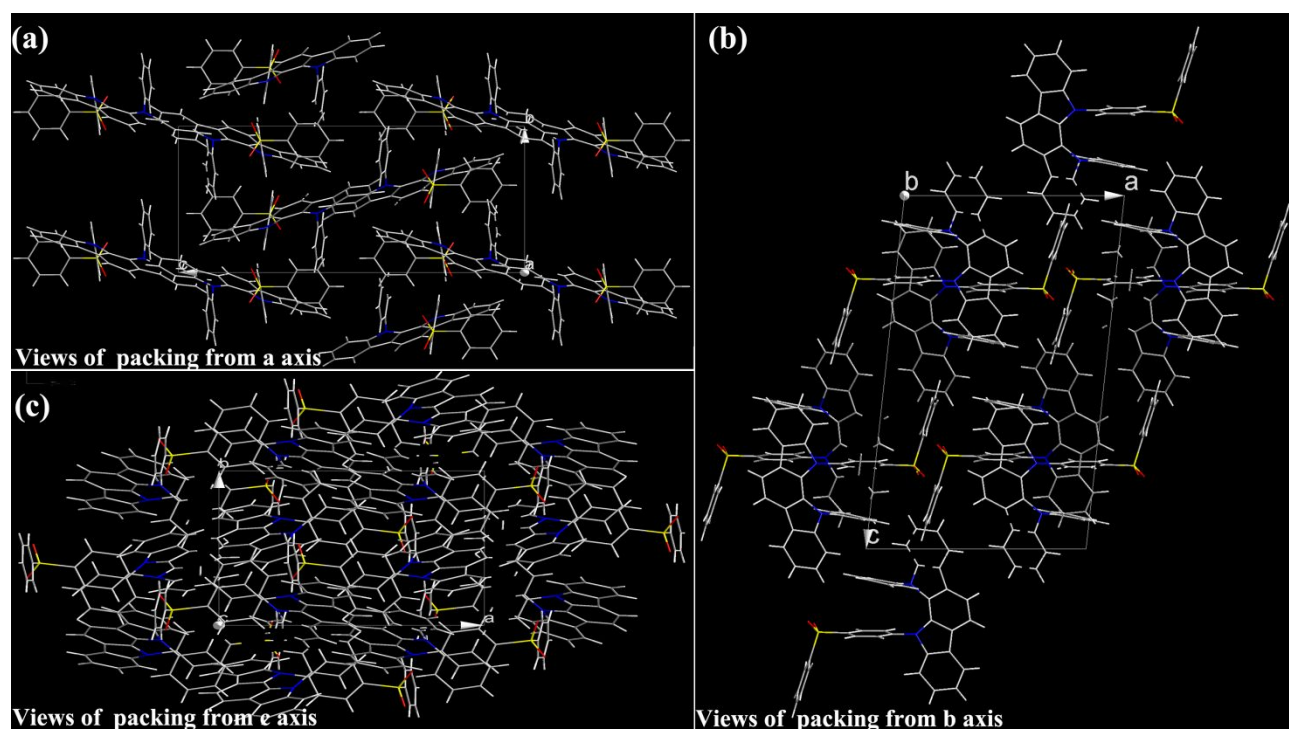 (a)
Views of packing from a axis
(b)
b
a
c
Views of packing from b axis
(c)
a
Views of packing from c axis